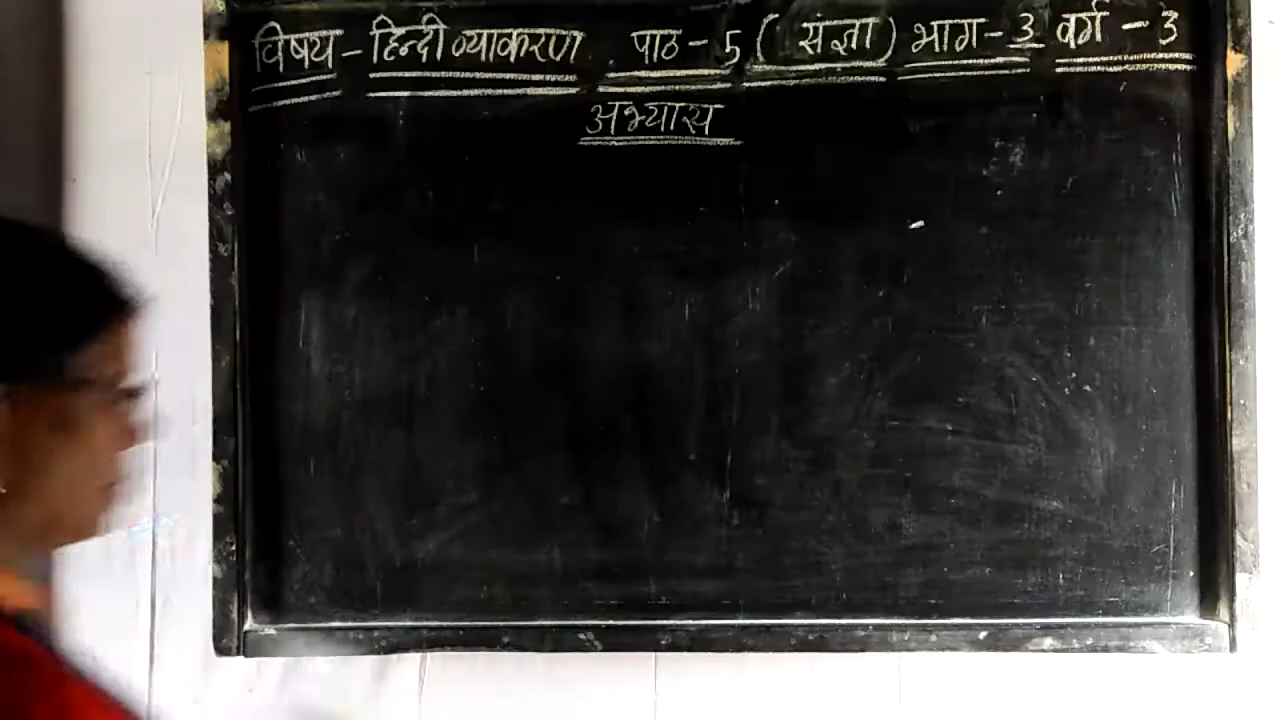 विषय - हिन्दी व्याकरण . पाठ - 5 ( संज्ञा ) भाग - 3 वर्ग - 3
अभ्यास